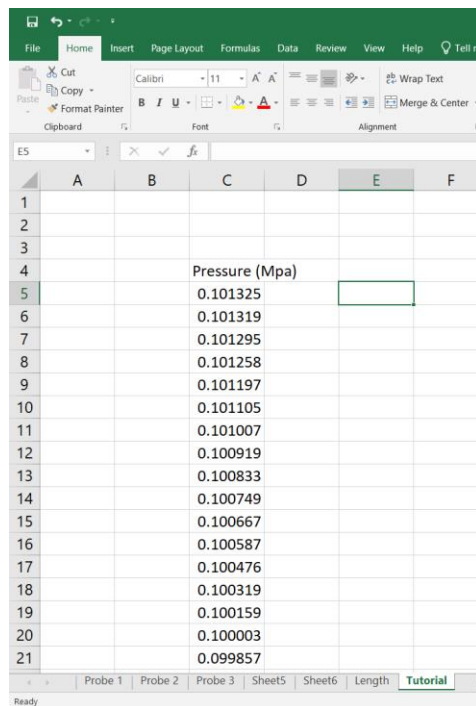 File Home Insert Page Layout Formulas Data Review View Help Tell
Cut
Copy
Paste
Format Painter
Calibri 11 A A
Wrap Text
B I U A
Merge & Center
Clipboard Font Alignment
E5 fx
A B C D E F
1
2
3
4 Pressure (Mpa)
5 0.101325
6 0.101319
7 0.101295
8 0.101258
9 0.101197
10 0.101105
11 0.101007
12 0.100919
13 0.100833
14 0.100749
15 0.100667
16 0.100587
17 0.100476
18 0.100319
19 0.100159
20 0.100003
21 0.099857
Probe 1 Probe 2 Probe 3 Sheet5 Sheet6 Length Tutorial
Ready